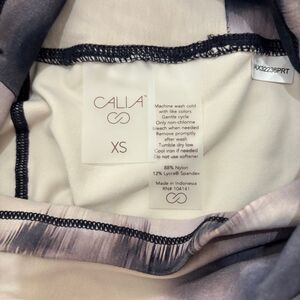 CALIA™
XS
Machine wash cold
with like colors
Gentle cycle
Only non-chlorine
bleach when needed
Remove promptly
after wash
Tumble dry low
Cool iron if needed
Do not use softener
88% Nylon
12% Lycra® Spandex
Made in Indonesia
RN# 104141
XX32236PRT